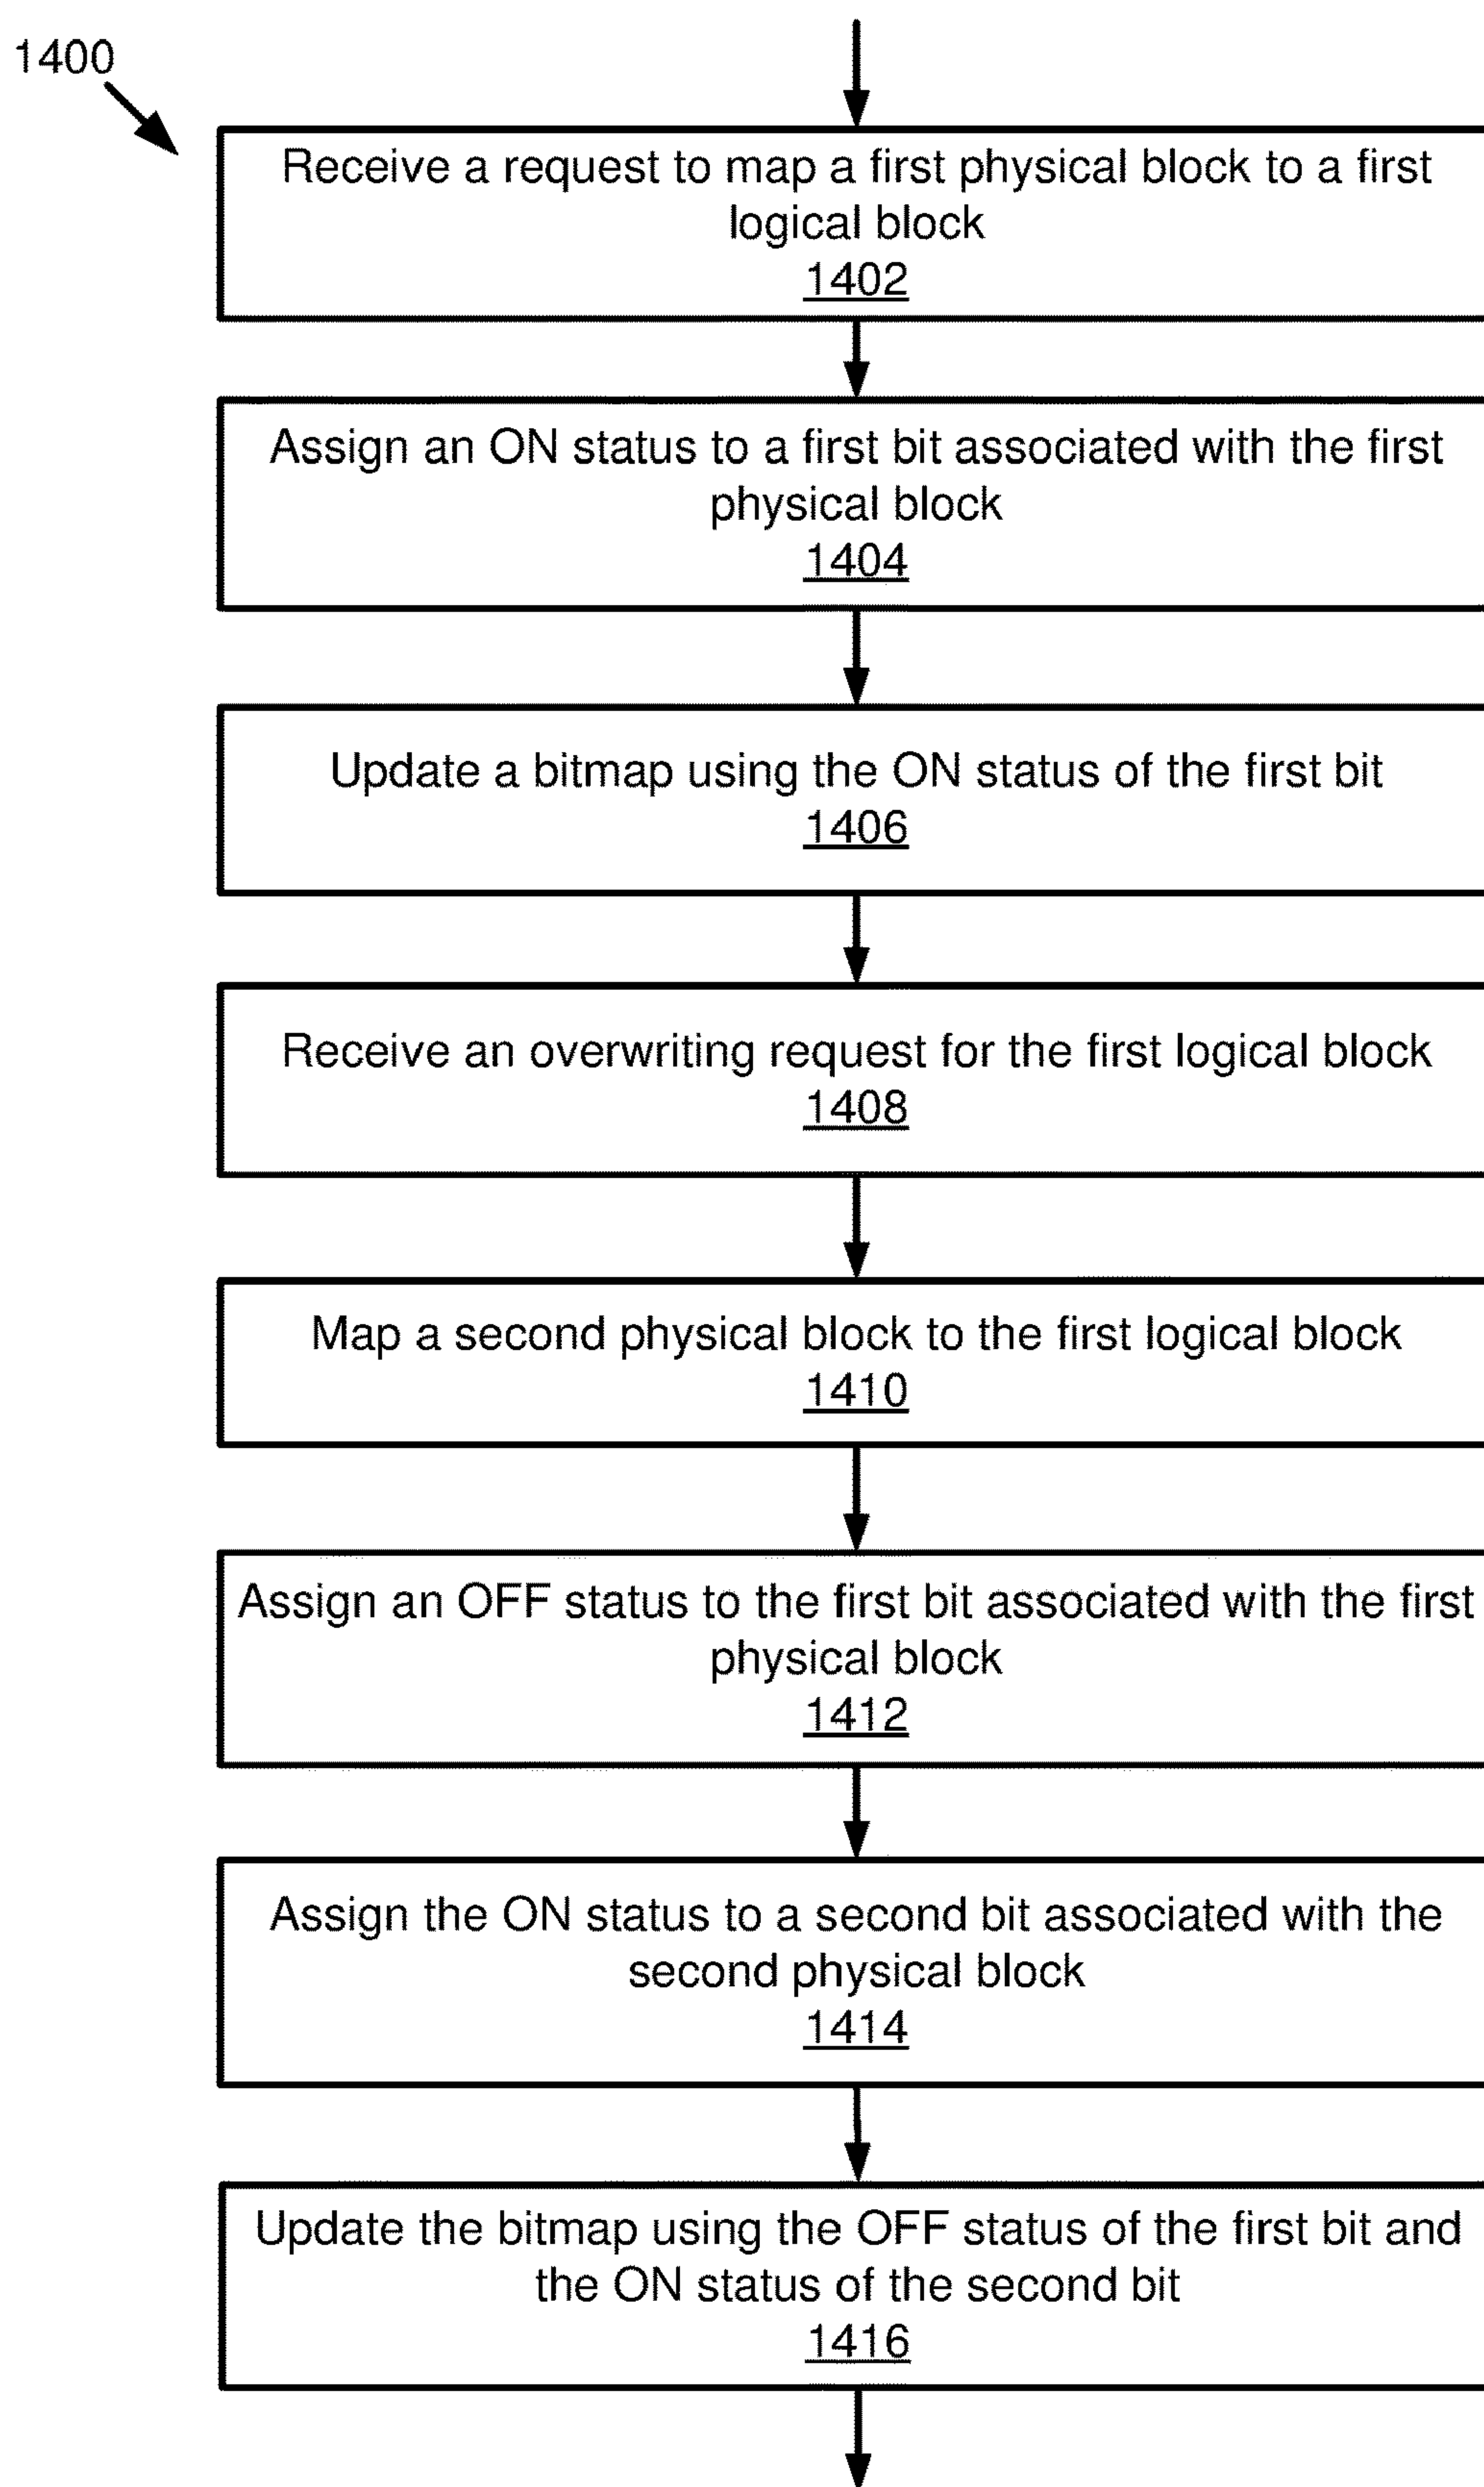 1400
Receive a request to map a first physical block to a first
logical block
1402
Assign an ON status to a first bit associated with the first
physical block
1404
Update a bitmap using the ON status of the first bit
1406
Receive an overwriting request for the first logical block
1408
Map a second physical block to the first logical block
1410
Assign an OFF status to the first bit associated with the first
physical block
1412
Assign the ON status to a second bit associated with the
second physical block
1414
Update the bitmap using the OFF status of the first bit and
the ON status of the second bit
1416